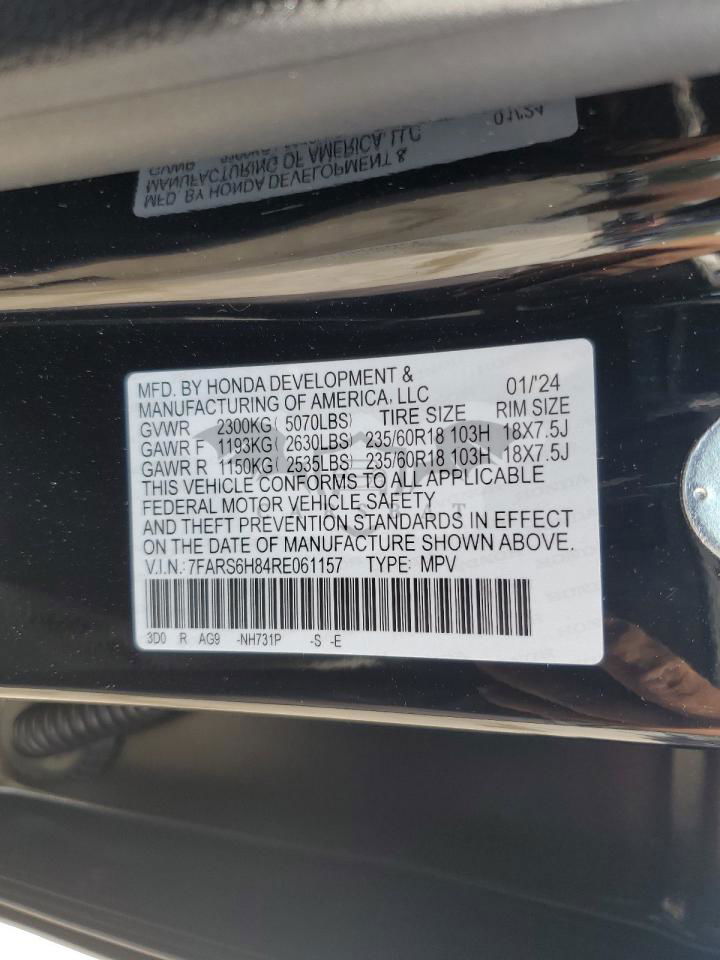 MFD. BY HONDA DEVELOPMENT &
MANUFACTURING OF AMERICA, LLC 01/'24
GVWR 2300KG ( 5070LBS) TIRE SIZE RIM SIZE
GAWR F 1193KG ( 2630LBS) 235/60R18 103H 18X7.5J
GAWR R 1150KG ( 2535LBS) 235/60R18 103H 18X7.5J
THIS VEHICLE CONFORMS TO ALL APPLICABLE
FEDERAL MOTOR VEHICLE SAFETY
AND THEFT PREVENTION STANDARDS IN EFFECT
ON THE DATE OF MANUFACTURE SHOWN ABOVE.
V.I.N.: 7FARS6H84RE061157 TYPE: MPV
3D0 R AG9 -NH731P -S -E